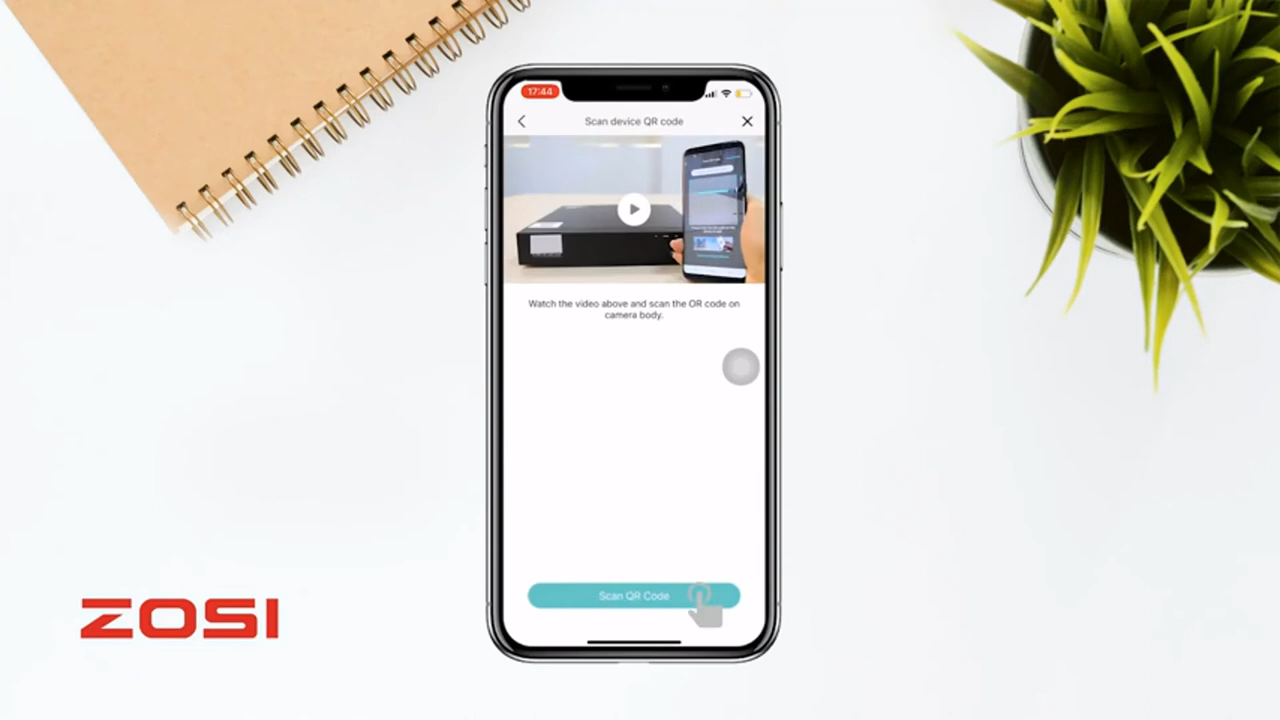 17:44
Scan device QR code
Watch the video above and scan the QR code on
camera body.
Scan QR Code
ZOSI